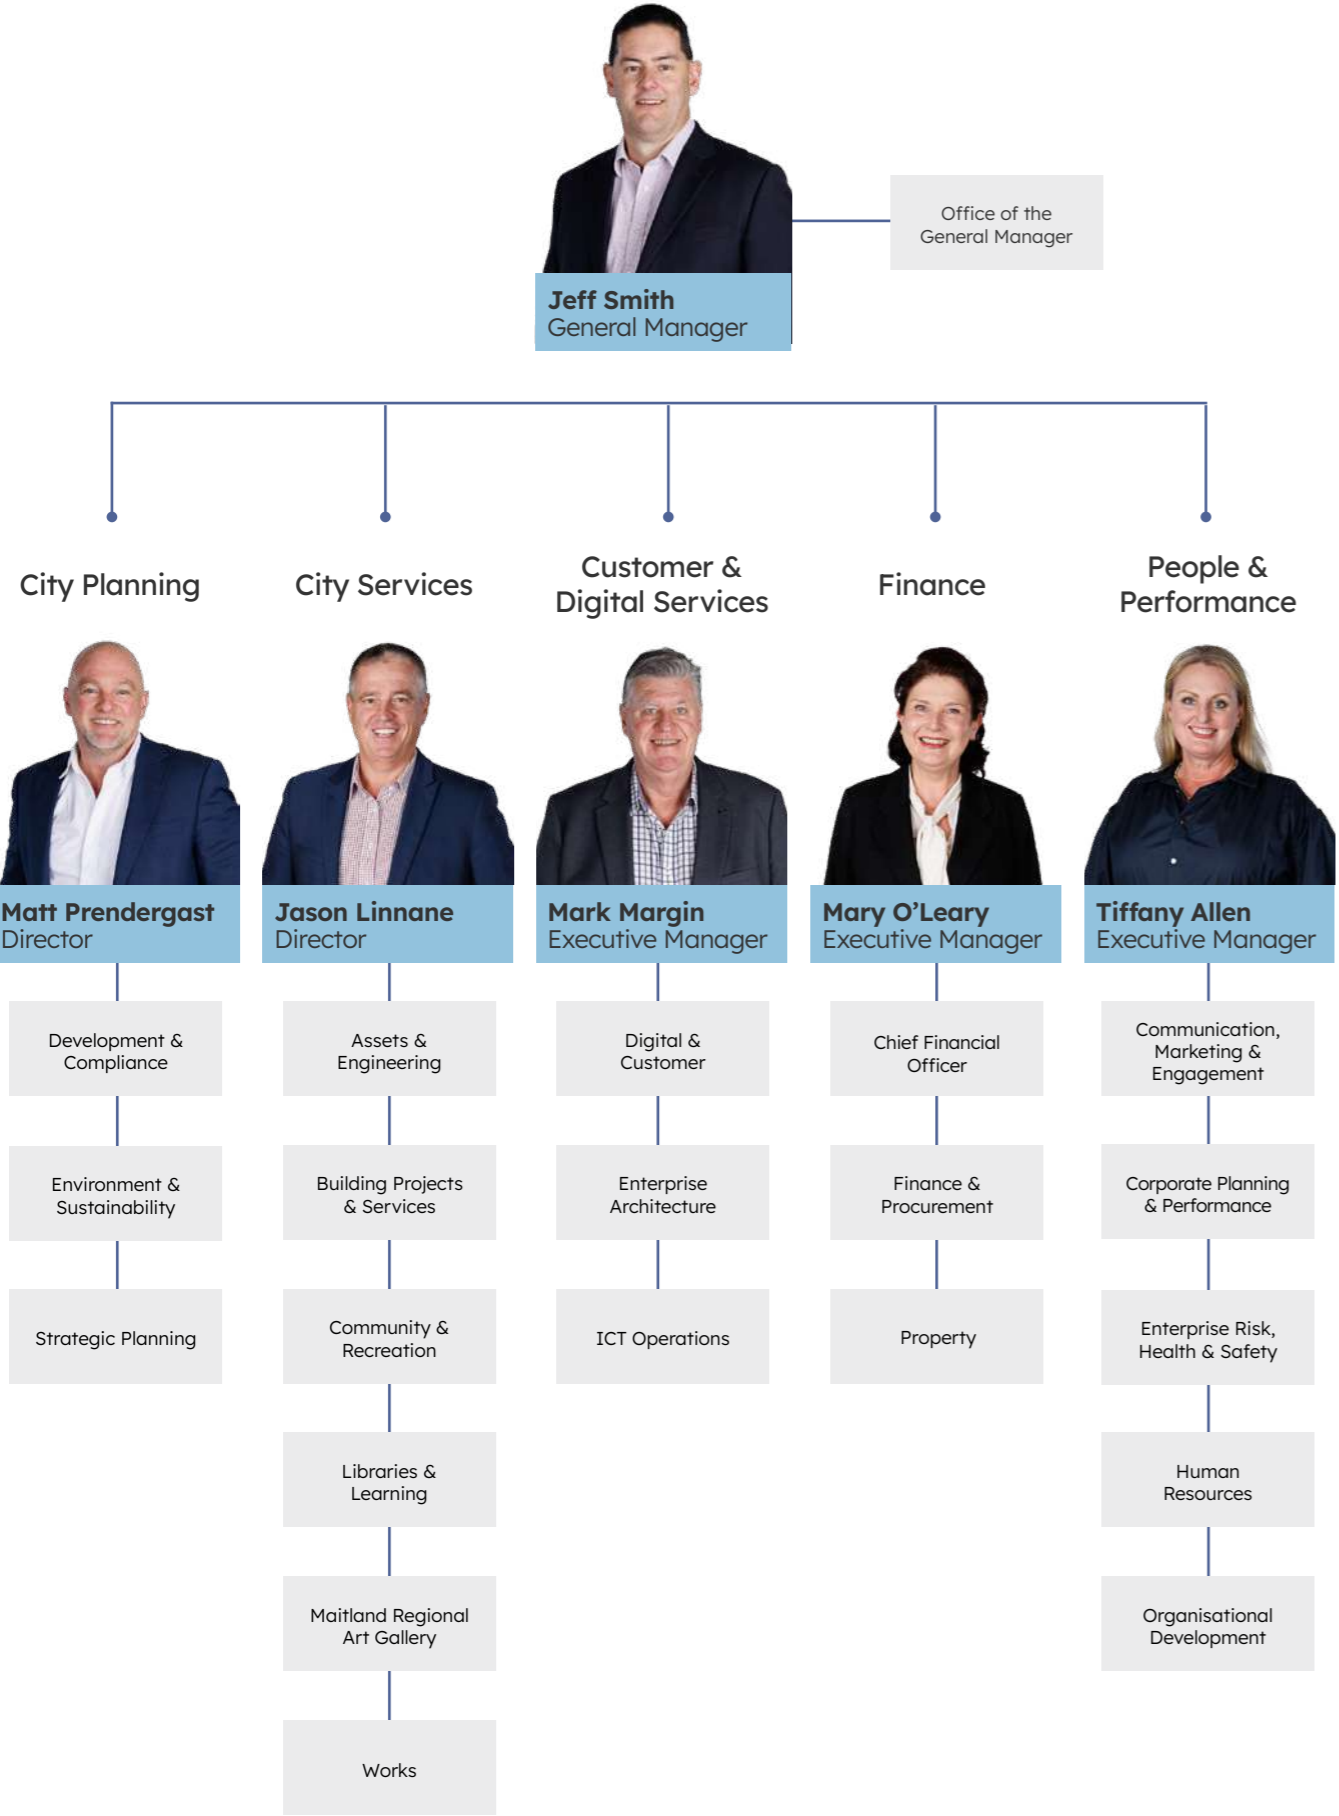 Office of the
General Manager
Jeff Smith
General Manager
City Planning
City Services
Customer &
Digital Services
Finance
People &
Performance
Matt Prendergast
Director
Jason Linnane
Director
Mark Margin
Executive Manager
Mary O’Leary
Executive Manager
Tiffany Allen
Executive Manager
Development &
Compliance
Environment &
Sustainability
Strategic Planning
Assets &
Engineering
Building Projects
& Services
Community &
Recreation
Libraries &
Learning
Maitland Regional
Art Gallery
Works
Digital &
Customer
Enterprise
Architecture
ICT Operations
Chief Financial
Officer
Finance &
Procurement
Property
Communication,
Marketing &
Engagement
Corporate Planning
& Performance
Enterprise Risk,
Health & Safety
Human
Resources
Organisational
Development